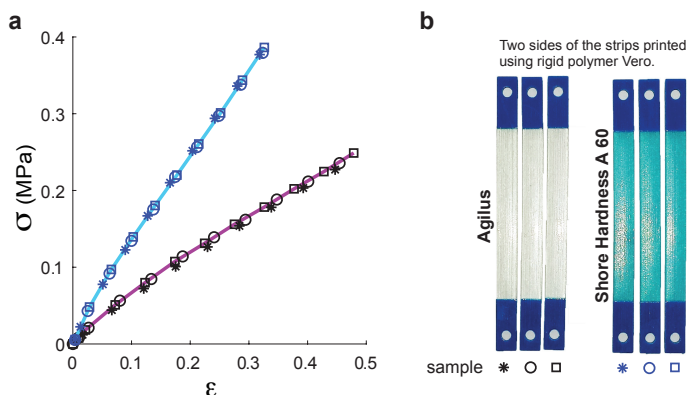 a
b
Two sides of the strips printed
using rigid polymer Vero.
0.4
0.3
0.2
0.1
0
σ (MPa)
0
0.1
0.2
0.3
0.4
0.5
ε
Agilus
Shore Hardness A 60
sample